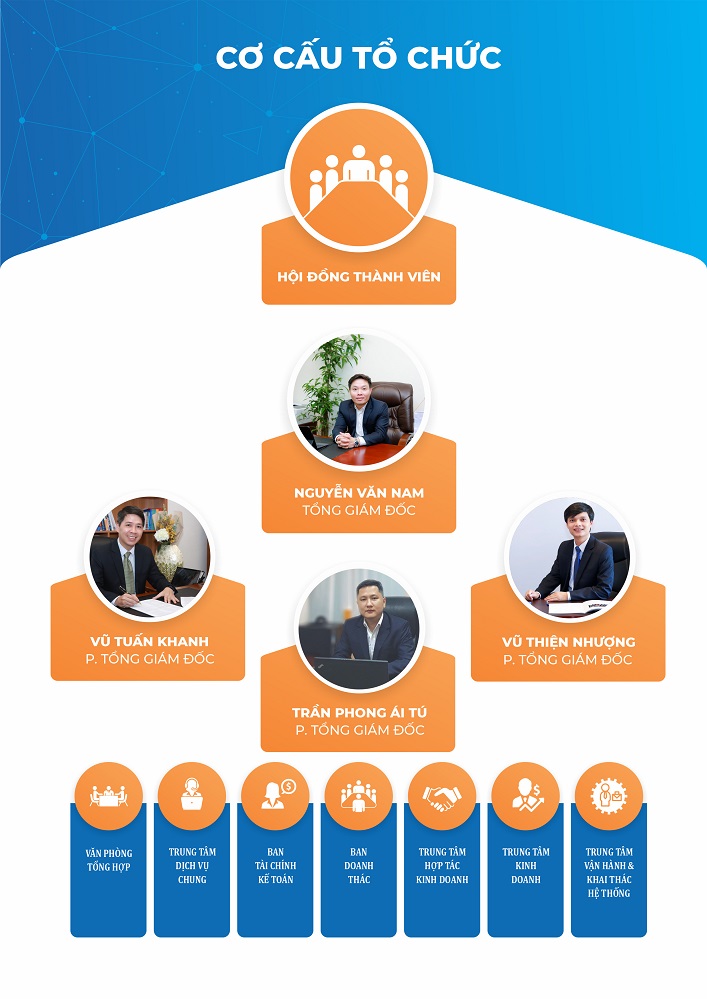 CƠ CẤU TỔ CHỨC
HỘI ĐỒNG THÀNH VIÊN
NGUYỄN VĂN NAM
TỔNG GIÁM ĐỐC
VŨ TUẤN KHANH
P. TỔNG GIÁM ĐỐC
VŨ THIỆN NHƯỢNG
P. TỔNG GIÁM ĐỐC
TRẦN PHONG ÁI TÚ
P. TỔNG GIÁM ĐỐC
VĂN PHÒNG
TỔNG HỢP
TRUNG TÂM
DỊCH VỤ
CHUNG
BAN
TÀI CHÍNH
KẾ TOÁN
BAN
DOANH
THÁC
TRUNG TÂM
HỢP TÁC
KINH DOANH
TRUNG TÂM
KINH
DOANH
TRUNG TÂM
VẬN HÀNH &
KHAI THÁC
HỆ THỐNG